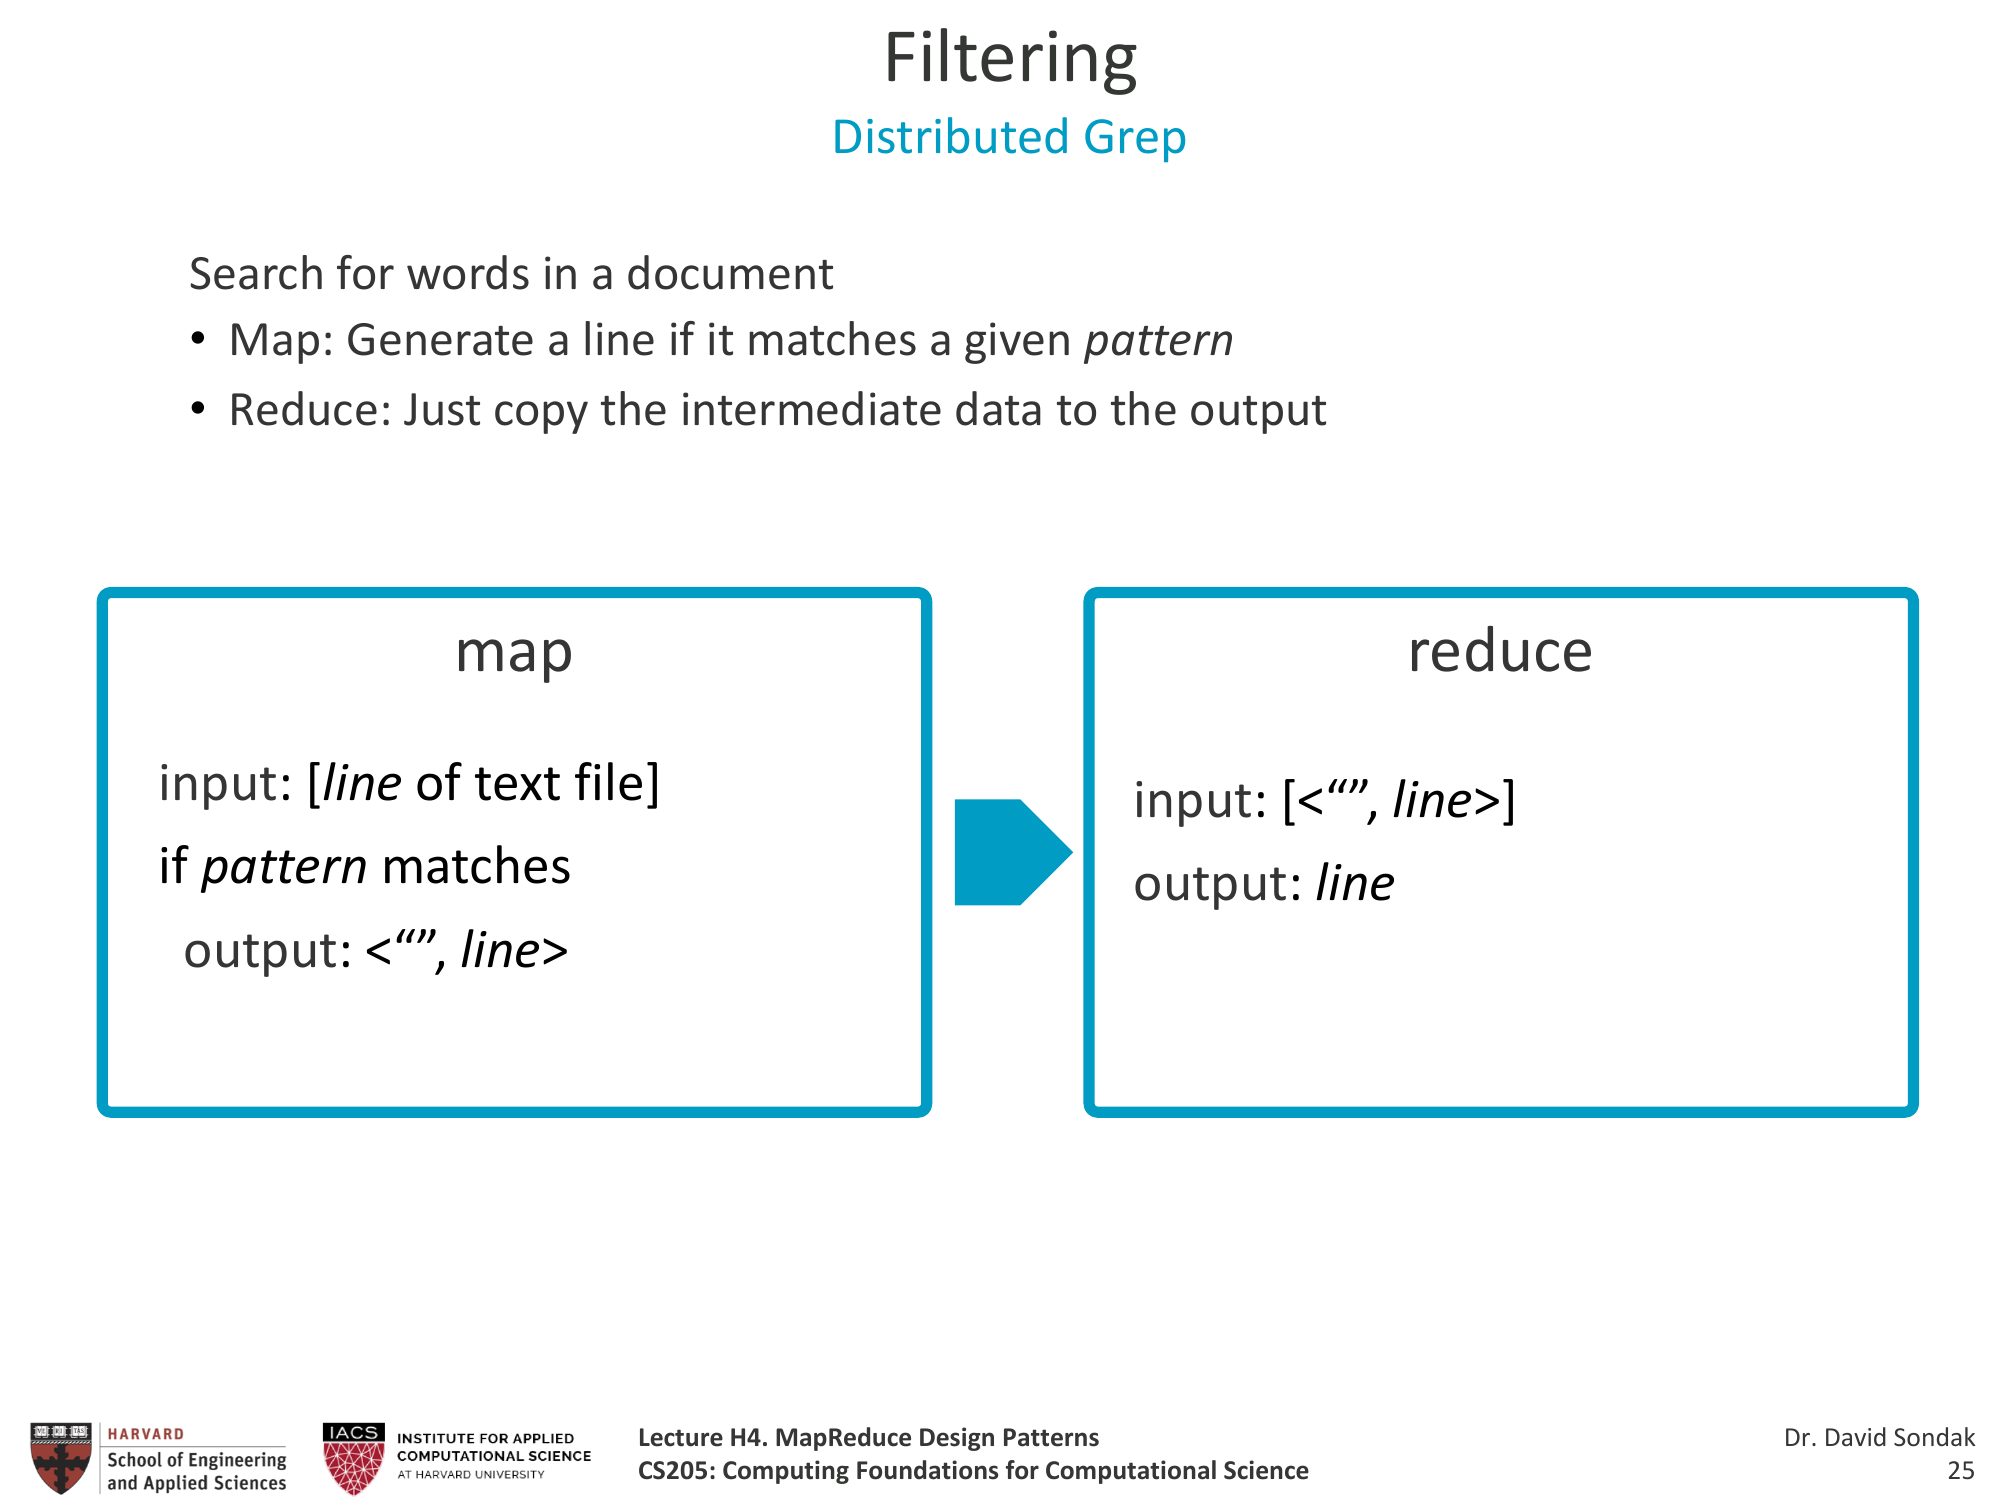 Filtering
Distributed Grep
Search for words in a document
• Map: Generate a line if it matches a given pattern
• Reduce: Just copy the intermediate data to the output
map
input: [line of text file]
if pattern matches
output: <“”, line>
reduce
input: [<“”, line>]
output: line
HARVARD
School of Engineering
and Applied Sciences
IACS
INSTITUTE FOR APPLIED
COMPUTATIONAL SCIENCE
AT HARVARD UNIVERSITY
Lecture H4. MapReduce Design Patterns
CS205: Computing Foundations for Computational Science
Dr. David Sondak
25